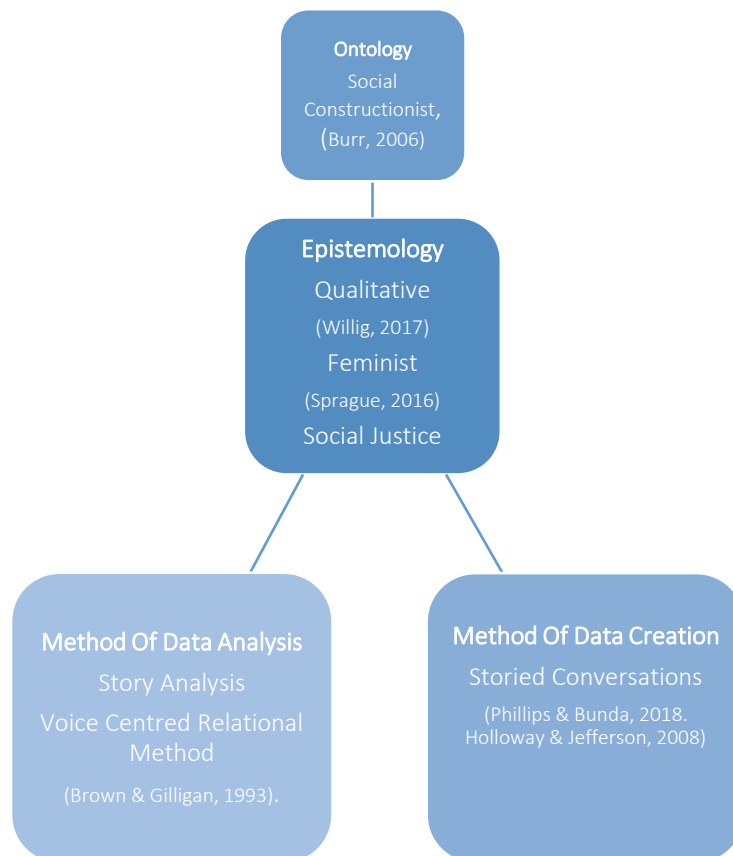 Ontology
Social
Constructionist,
(Burr, 2006)
Epistemology
Qualitative
(Willig, 2017)
Feminist
(Sprague, 2016)
Social Justice
Method Of Data Analysis
Story Analysis
Voice Centred Relational
Method
(Brown & Gilligan, 1993).
Method Of Data Creation
Storied Conversations
(Phillips & Bunda, 2018.
Holloway & Jefferson, 2008)